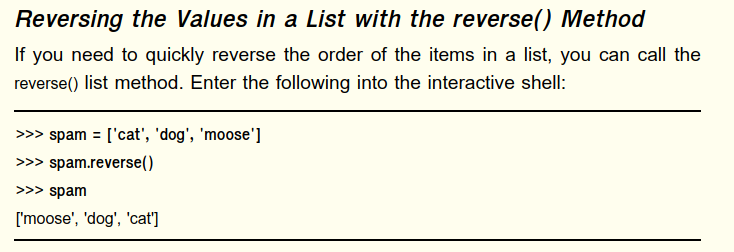 Reversing the Values in a List with the reverse() Method
If you need to quickly reverse the order of the items in a list, you can call the
reverse() list method. Enter the following into the interactive shell:
>>> spam = ['cat', 'dog', 'moose']
>>> spam.reverse()
>>> spam
['moose', 'dog', 'cat']